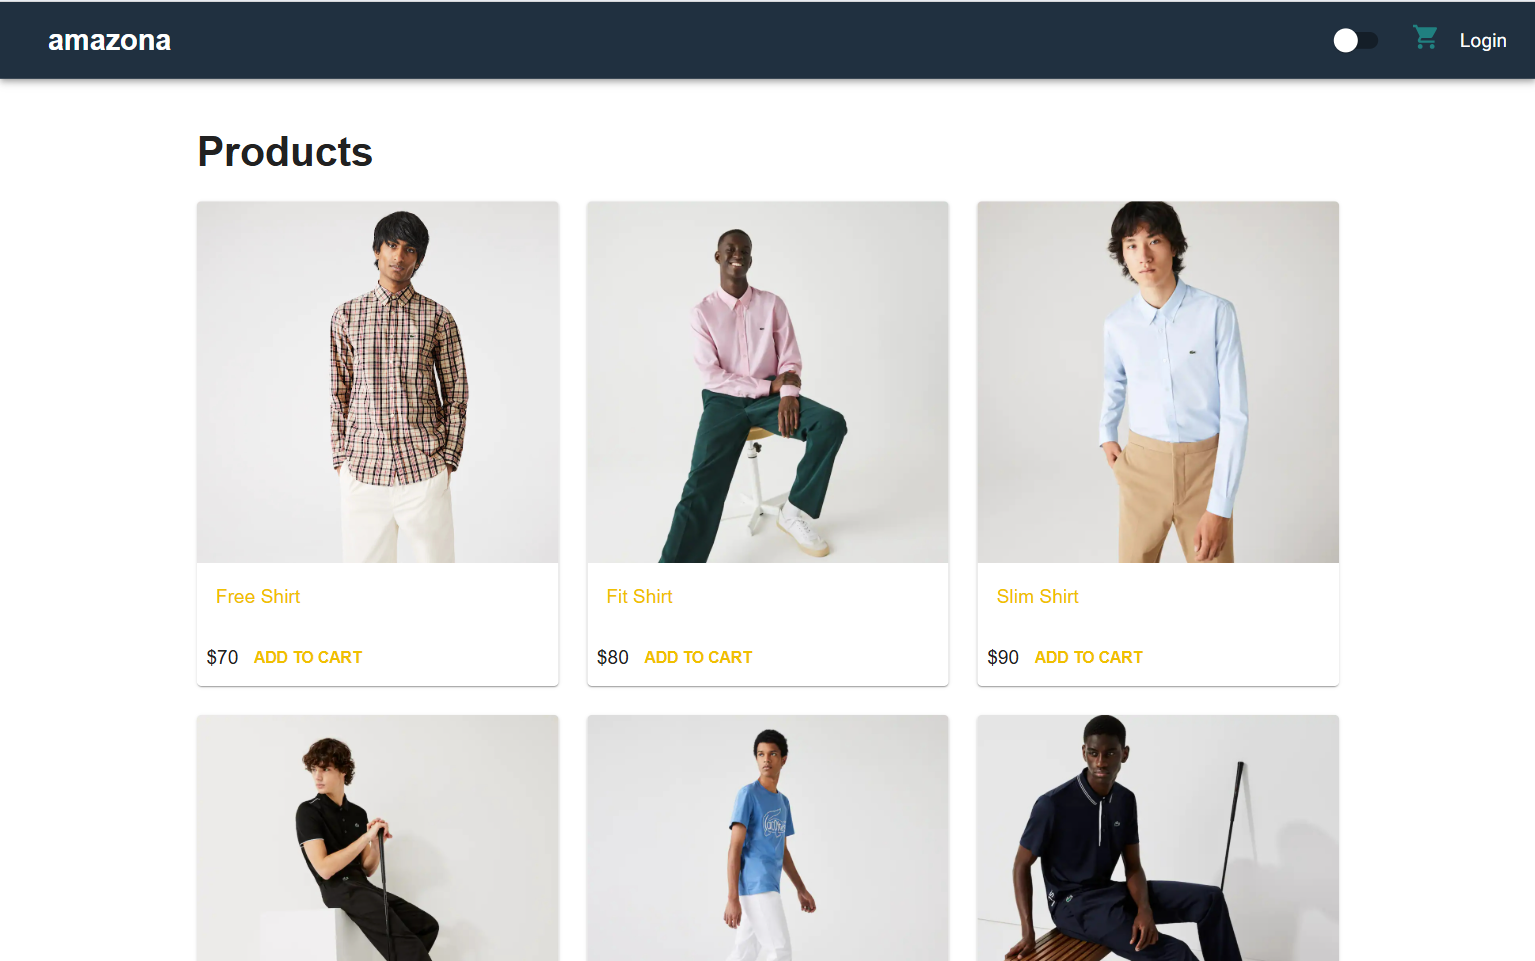 amazona
Login
Products
Free Shirt
Fit Shirt
Slim Shirt
$70 ADD TO CART
$80 ADD TO CART
$90 ADD TO CART